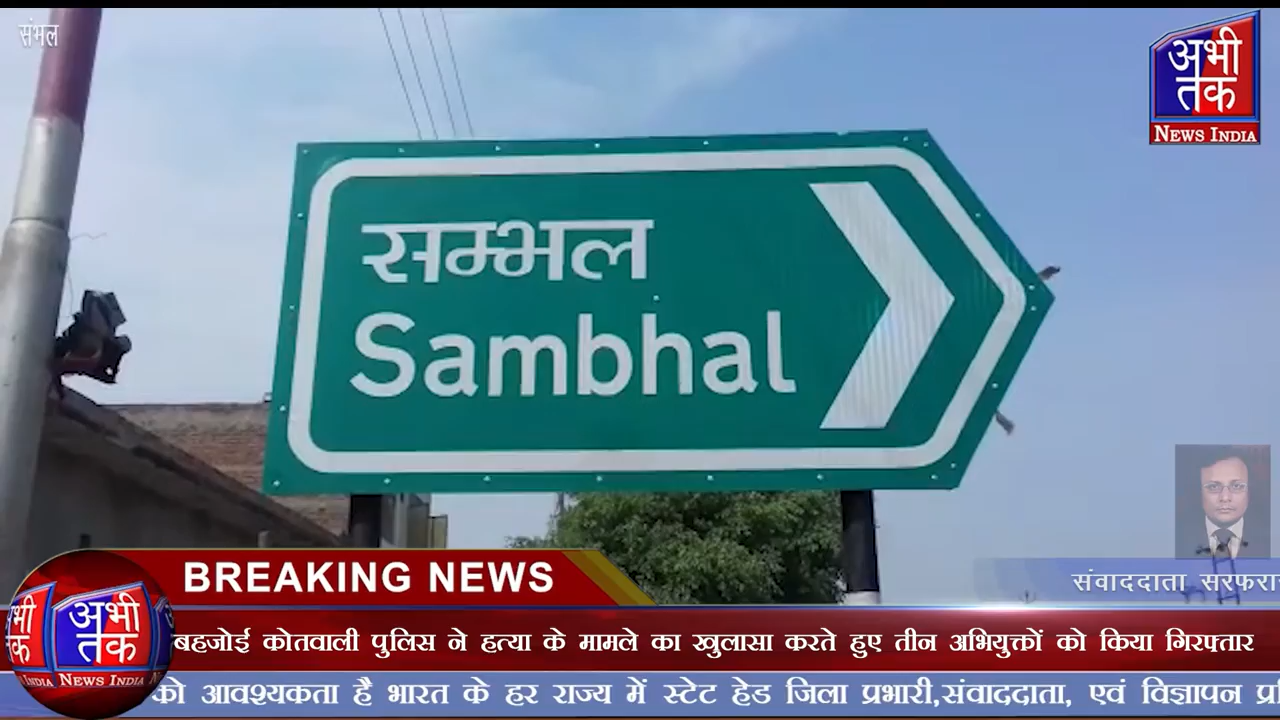 संभल
अभी
तक
NEWS INDIA
सम्भल
Sambhal
संवाददाता
BREAKING NEWS
अभी
तक
NEWS INDIA
बहजोई कोतवाली पुलिस ने हत्या के मामले का खुलासा करते हुए तीन अभियुक्तों को किया गिरफ्तार
को आवश्यकता है भारत के हर राज्य में स्टेट हेड जिला प्रभारी,संवाददाता, एवं विज्ञापन